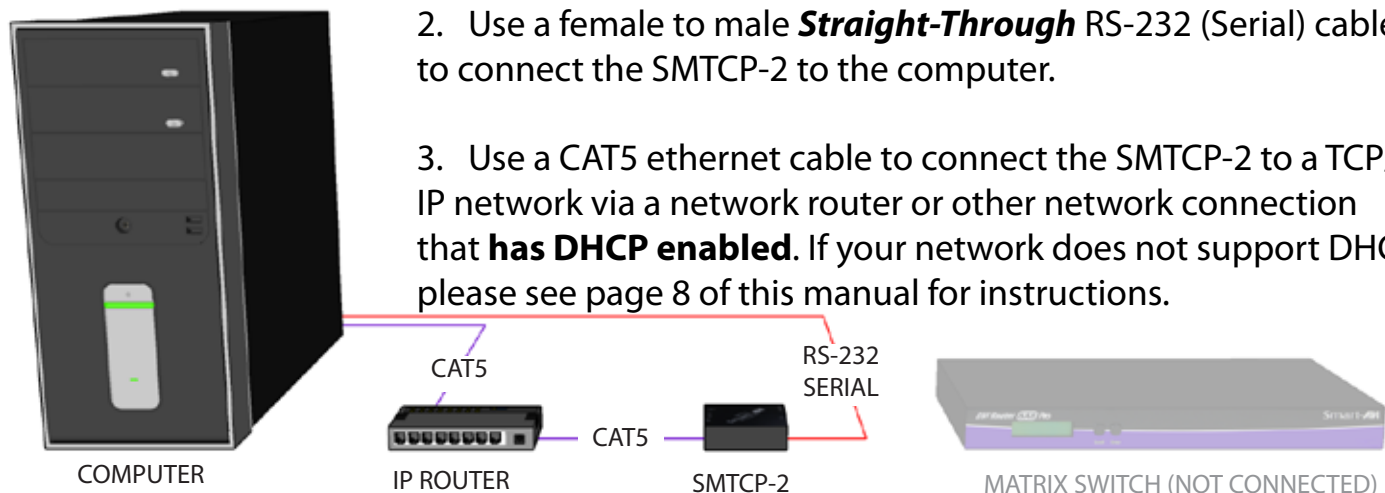 2. Use a female to male Straight-Through RS-232 (Serial) cable
to connect the SMTCP-2 to the computer.
3. Use a CAT5 ethernet cable to connect the SMTCP-2 to a TCP/
IP network via a network router or other network connection
that has DHCP enabled. If your network does not support DHC
please see page 8 of this manual for instructions.
CAT5
RS-232
SERIAL
CAT5
Smart-AVI
COMPUTER
IP ROUTER
SMTCP-2
MATRIX SWITCH (NOT CONNECTED)